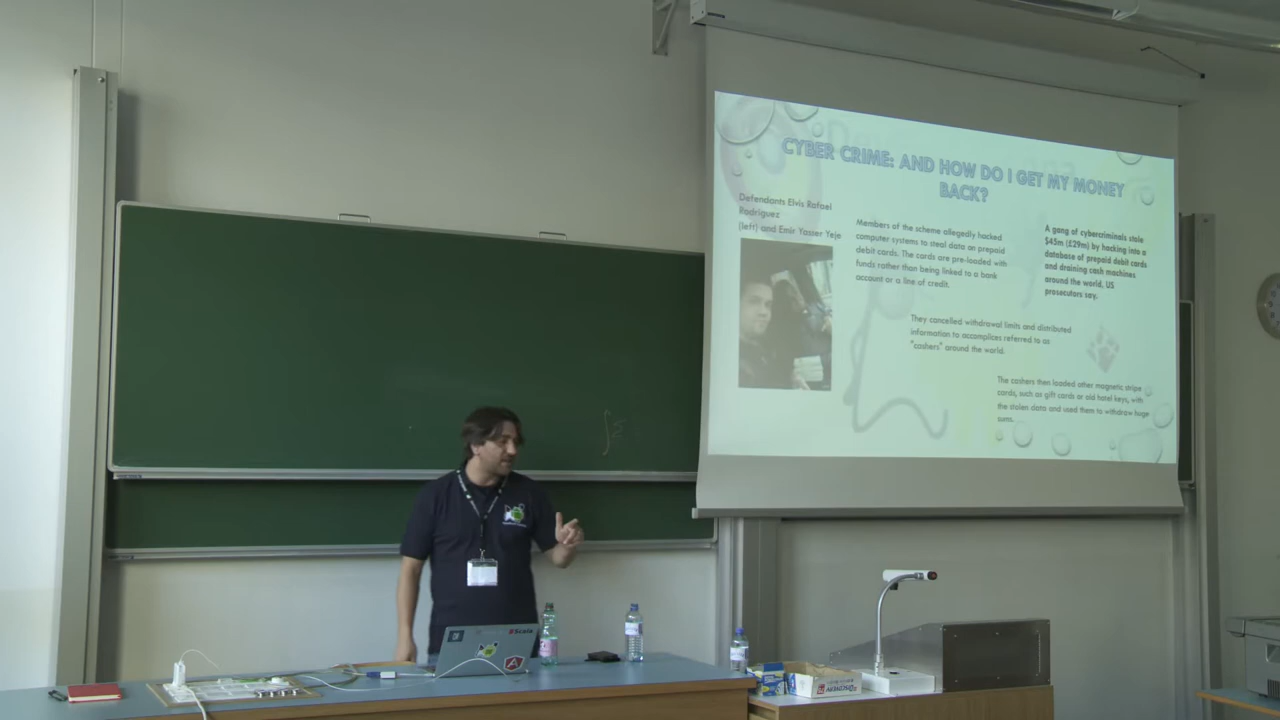 CYBER CRIME: AND HOW DO I GET MY MONEY
BACK?
Defendants Elvis Rafael
Rodriguez
(left) and Emir Yasser Yeje
Members of the scheme allegedly hacked
computer systems to steal data on prepaid
debit cards. The cards are pre-loaded with
funds rather than being linked to a bank
account or a line of credit.
A gang of cybercriminals stole
$45m (£29m) by hacking into a
database of prepaid debit cards
and draining cash machines
around the world, US
prosecutors say.
They cancelled withdrawal limits and distributed
information to accomplices referred to as
"cashers" around the world.
The cashers then loaded other magnetic stripe
cards, such as gift cards or old hotel keys, with
the stolen data and used them to withdraw huge
sums.
Scala